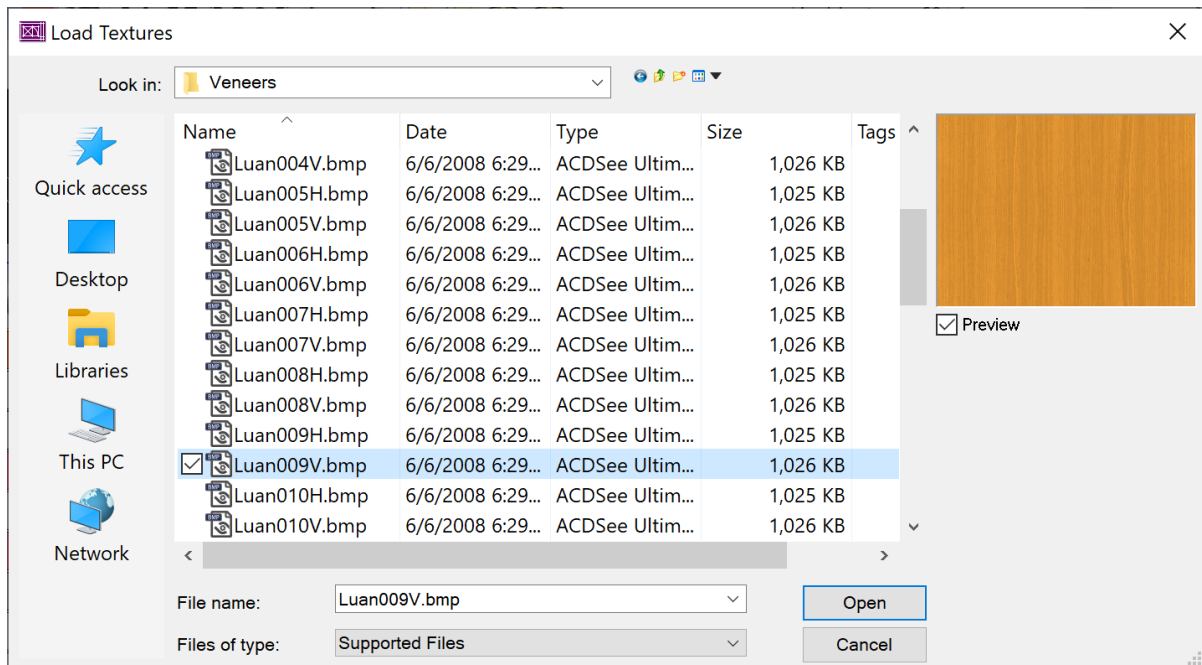 Load Textures
Look in: Veneers
Name Date Type Size Tags
Luan004V.bmp 6/6/2008 6:29... ACDSee Ultim... 1,026 KB
Luan005H.bmp 6/6/2008 6:29... ACDSee Ultim... 1,025 KB
Luan005V.bmp 6/6/2008 6:29... ACDSee Ultim... 1,026 KB
Luan006H.bmp 6/6/2008 6:29... ACDSee Ultim... 1,025 KB
Luan006V.bmp 6/6/2008 6:29... ACDSee Ultim... 1,026 KB
Luan007H.bmp 6/6/2008 6:29... ACDSee Ultim... 1,025 KB
Luan007V.bmp 6/6/2008 6:29... ACDSee Ultim... 1,026 KB
Luan008H.bmp 6/6/2008 6:29... ACDSee Ultim... 1,025 KB
Luan008V.bmp 6/6/2008 6:29... ACDSee Ultim... 1,026 KB
Luan009H.bmp 6/6/2008 6:29... ACDSee Ultim... 1,025 KB
Luan009V.bmp 6/6/2008 6:29... ACDSee Ultim... 1,026 KB
Luan010H.bmp 6/6/2008 6:29... ACDSee Ultim... 1,025 KB
Luan010V.bmp 6/6/2008 6:29... ACDSee Ultim... 1,026 KB
Quick access
Desktop
Libraries
This PC
Network
Preview
File name: Luan009V.bmp Open
Files of type: Supported Files Cancel